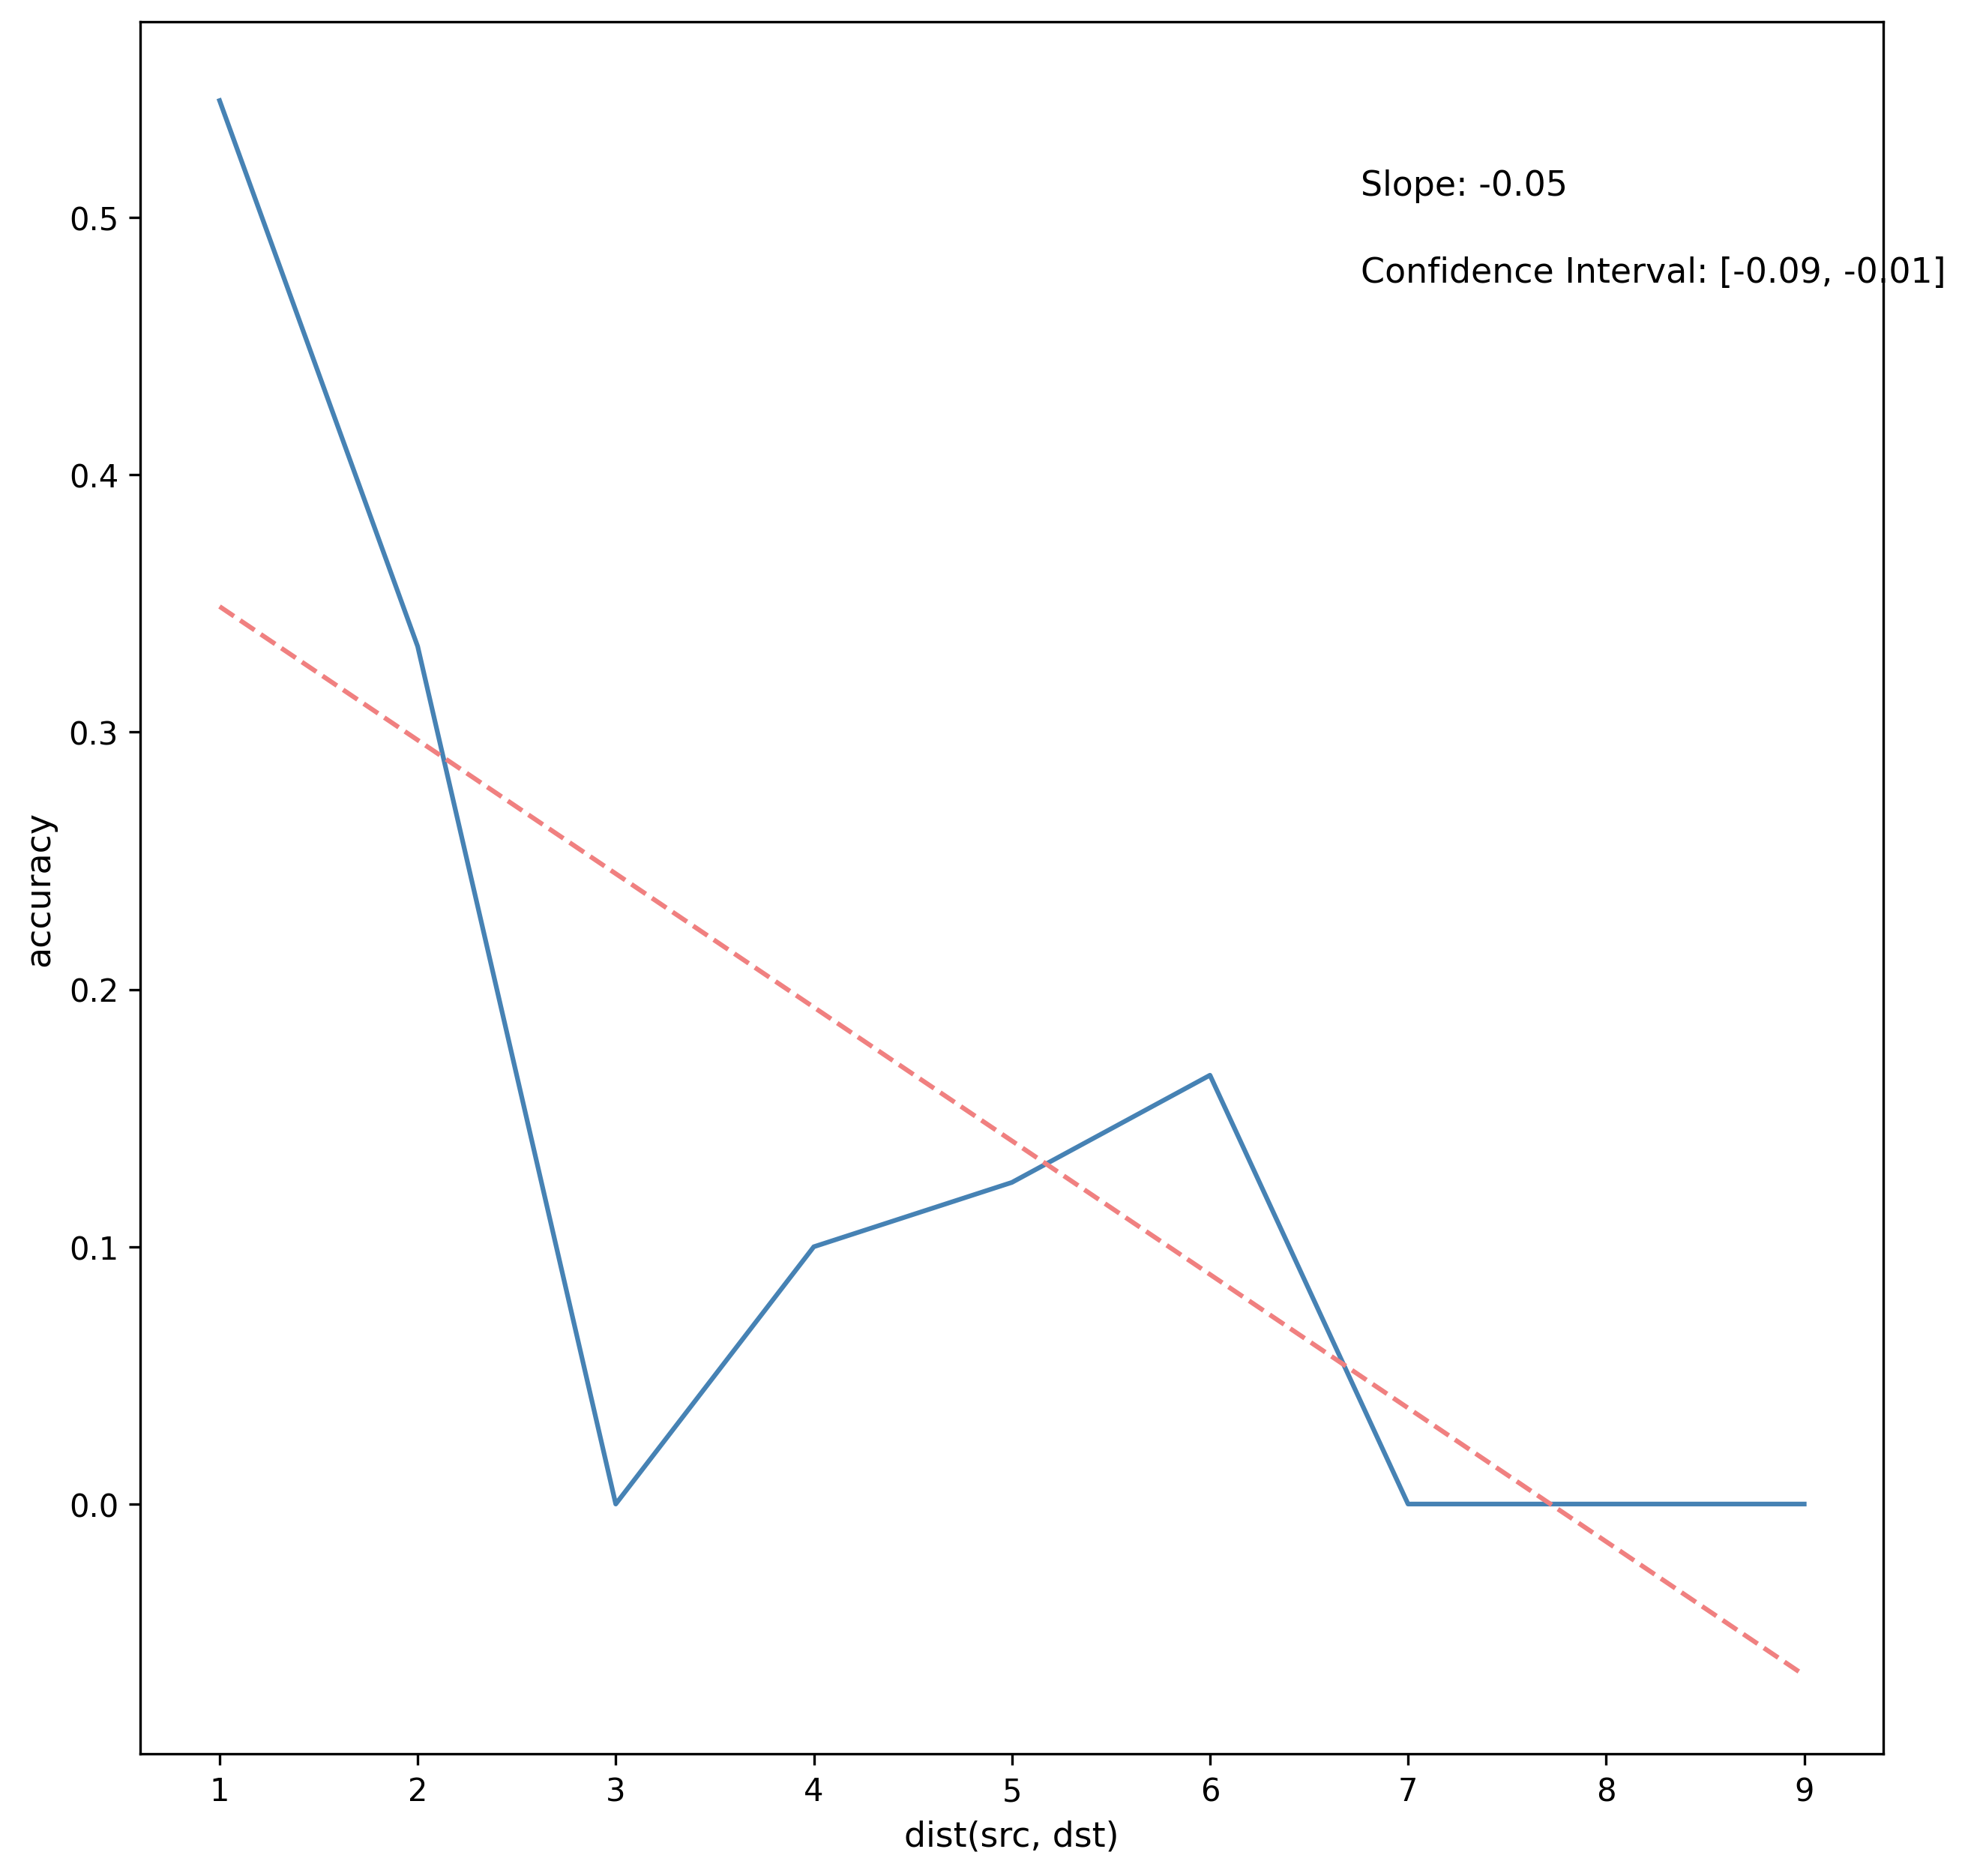 Slope: -0.05
Confidence Interval: [-0.09, -0.01]
accuracy
0.5
0.4
0.3
0.2
0.1
0.0
1 2 3 4 5 6 7 8 9
dist(src, dst)